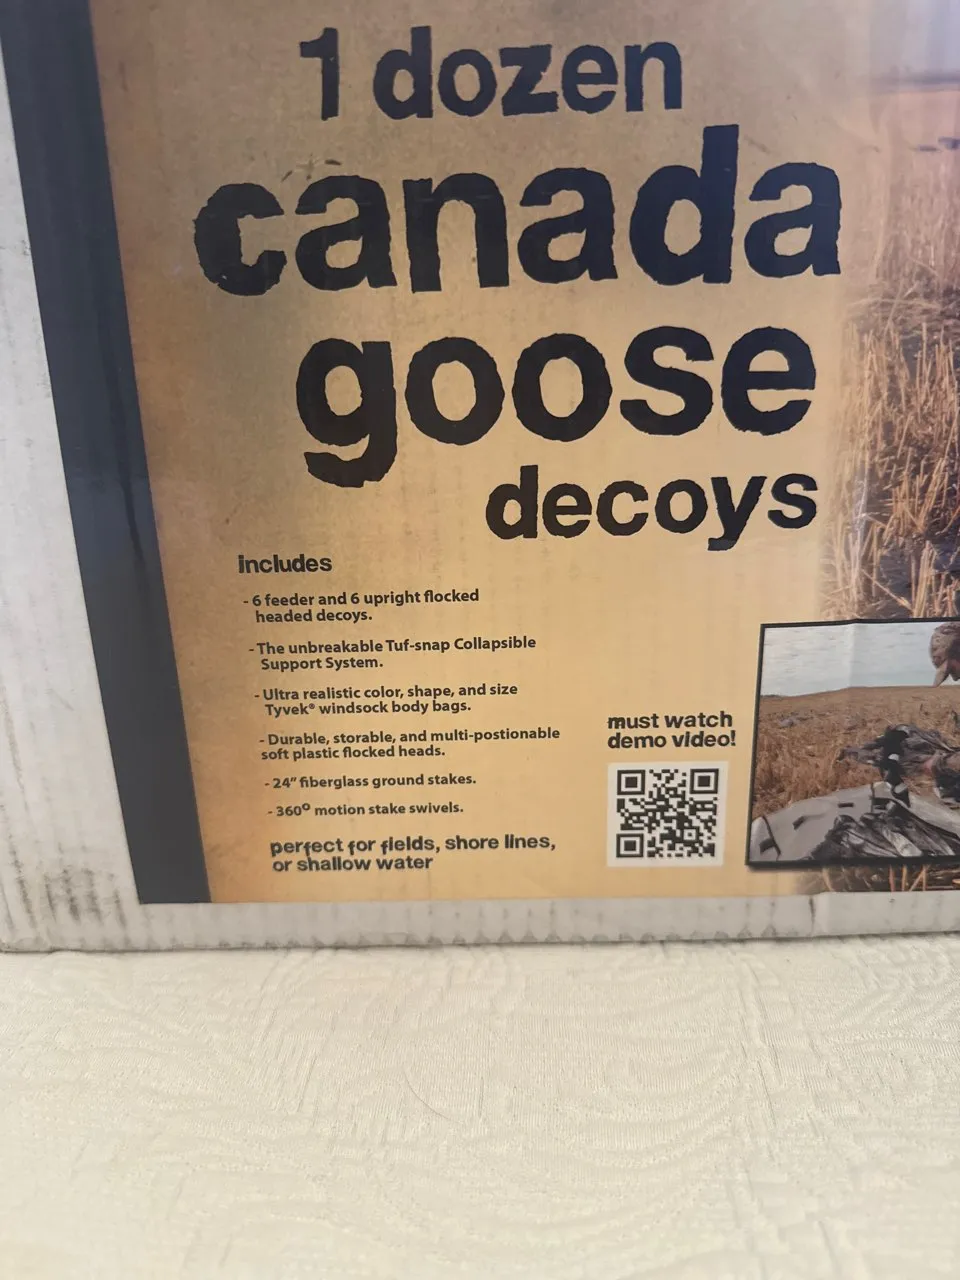 1 dozen
canada
goose
decoys
includes
- 6 feeder and 6 upright flocked
headed decoys.
- The unbreakable Tuf-snap Collapsible
Support System.
- Ultra realistic color, shape, and size
Tyvek® windsock body bags.
- Durable, storable, and multi-postionable
soft plastic flocked heads.
- 24" fiberglass ground stakes.
- 360º motion stake swivels.
perfect for fields, shore lines,
or shallow water
must watch
demo video!